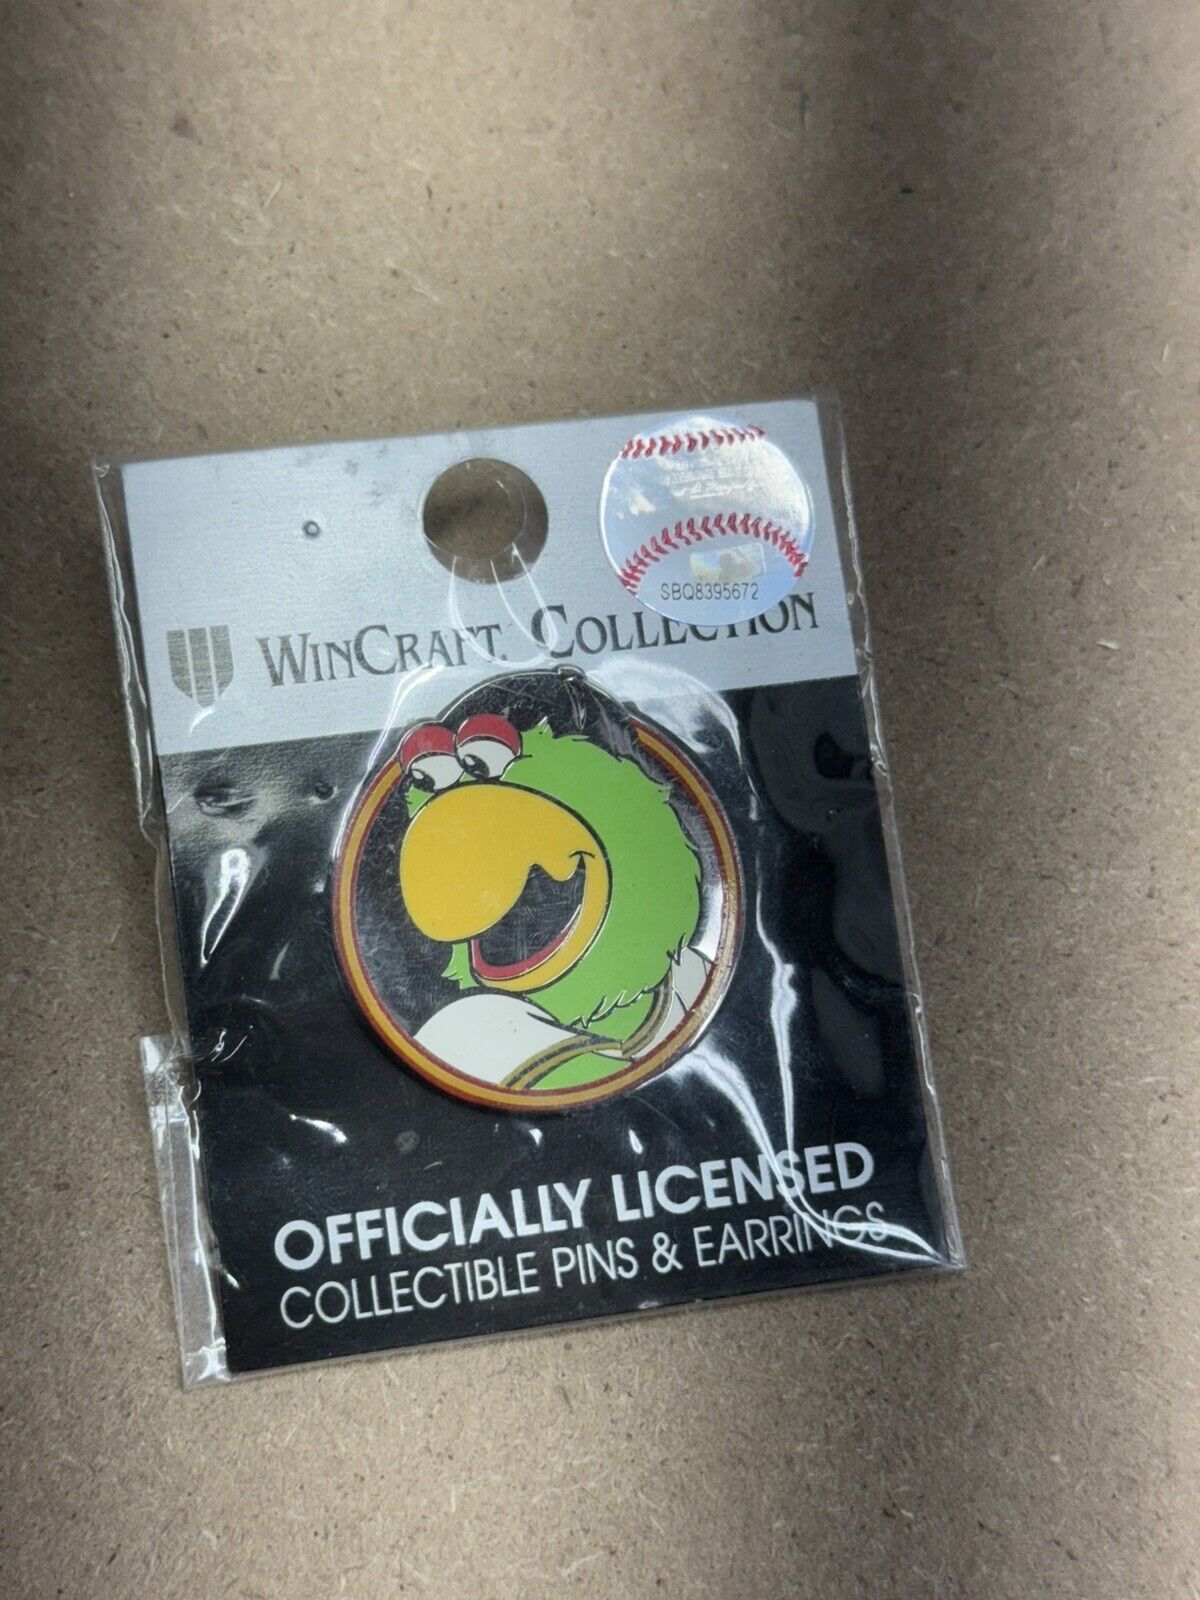 SBQ8395672
WINCRAFT. COLLECTION
OFFICIALLY LICENSED
COLLECTIBLE PINS & EARRINGS